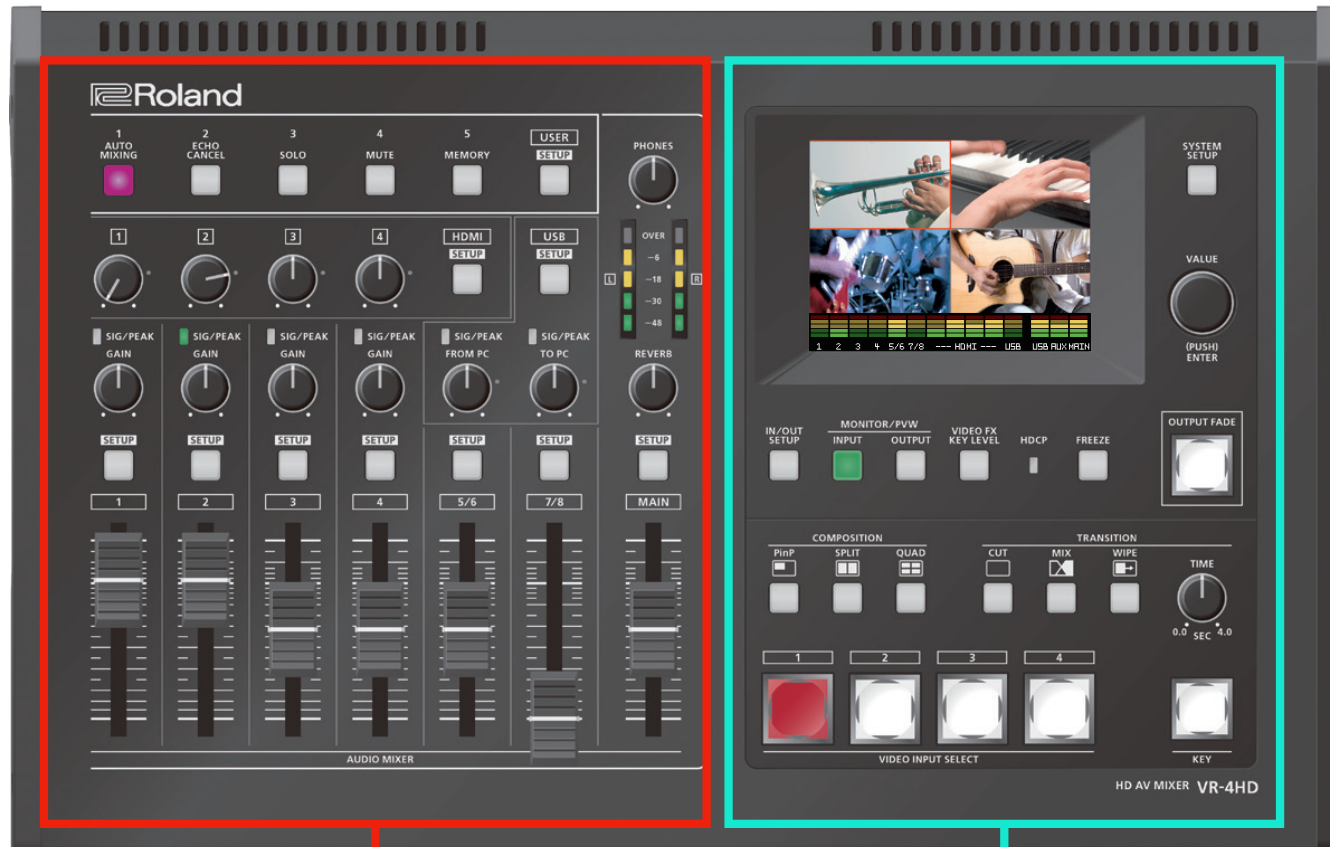 Roland
1 2 3 4 5 USER
AUTO MIXING ECHO CANCEL SOLO MUTE MEMORY SETUP
PHONES
1 2 3 4 HDMI USB
SETUP SETUP
OVER
-6
L -18 R
-30
-48
SIG/PEAK SIG/PEAK SIG/PEAK SIG/PEAK SIG/PEAK SIG/PEAK
GAIN GAIN GAIN GAIN FROM PC TO PC REVERB
SETUP SETUP SETUP SETUP SETUP SETUP SETUP
1 2 3 4 5/6 7/8 MAIN
AUDIO MIXER
1 2 3 4 5/6 7/8 --- HDMI --- USB USB AUX MAIN
SYSTEM
SETUP
VALUE
(PUSH)
ENTER
OUTPUT FADE
MONITOR/PVW
IN/OUT SETUP INPUT OUTPUT VIDEO FX KEY LEVEL HDCP FREEZE
COMPOSITION TRANSITION
PinP SPLIT QUAD CUT MIX WIPE
TIME
0.0 SEC 4.0
1 2 3 4
VIDEO INPUT SELECT KEY
HD AV MIXER VR-4HD